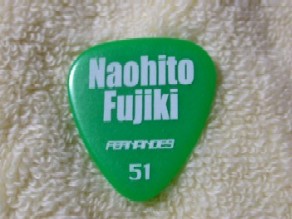 Naohito
Fujiki
FERNANDES
51